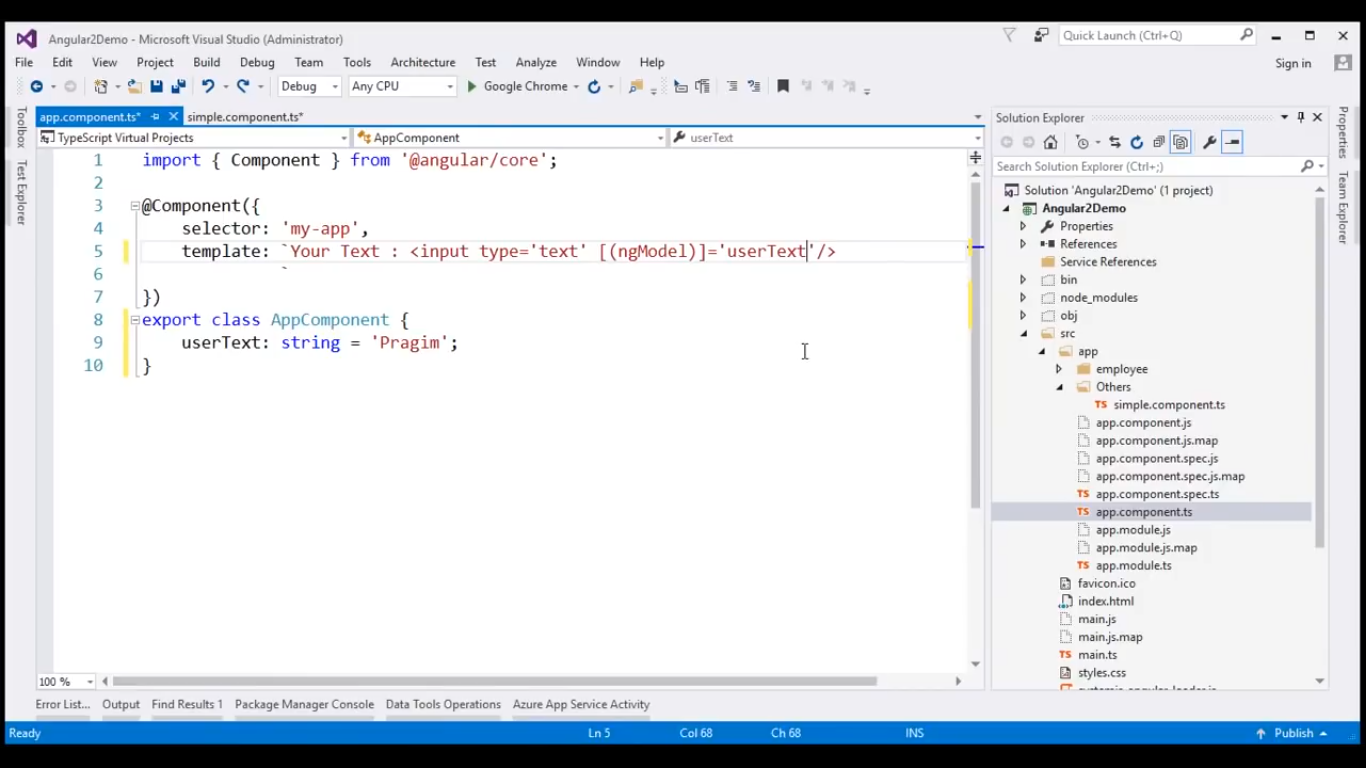 Angular2Demo - Microsoft Visual Studio (Administrator)
Quick Launch (Ctrl+Q)
File Edit View Project Build Debug Team Tools Architecture Test Analyze Window Help
Sign in
Debug Any CPU Google Chrome
Toolbox
Test Explorer
app.component.ts* simple.component.ts*
TypeScript Virtual Projects AppComponent userText
1 import { Component } from '@angular/core';
2
3 @Component({
4 selector: 'my-app',
5 template: `Your Text : <input type='text' [(ngModel)]='userText'/>
6 `
7 })
8 export class AppComponent {
9 userText: string = 'Pragim';
10 }
100 %
Solution Explorer
Search Solution Explorer (Ctrl+;)
Solution 'Angular2Demo' (1 project)
Angular2Demo
Properties
References
Service References
bin
node_modules
obj
src
app
employee
Others
TS simple.component.ts
app.component.js
app.component.js.map
app.component.spec.js
app.component.spec.js.map
TS app.component.spec.ts
TS app.component.ts
app.module.js
app.module.js.map
TS app.module.ts
favicon.ico
index.html
main.js
main.js.map
TS main.ts
styles.css
Properties
Team Explorer
Error List... Output Find Results 1 Package Manager Console Data Tools Operations Azure App Service Activity
Ready Ln 5 Col 68 Ch 68 INS Publish